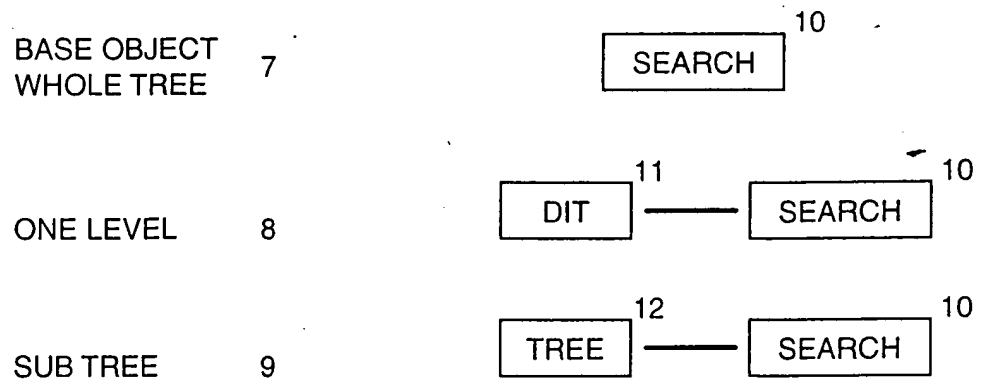 10
BASE OBJECT
WHOLE TREE 7 SEARCH
11 10
ONE LEVEL 8 DIT SEARCH
12 10
SUB TREE 9 TREE SEARCH